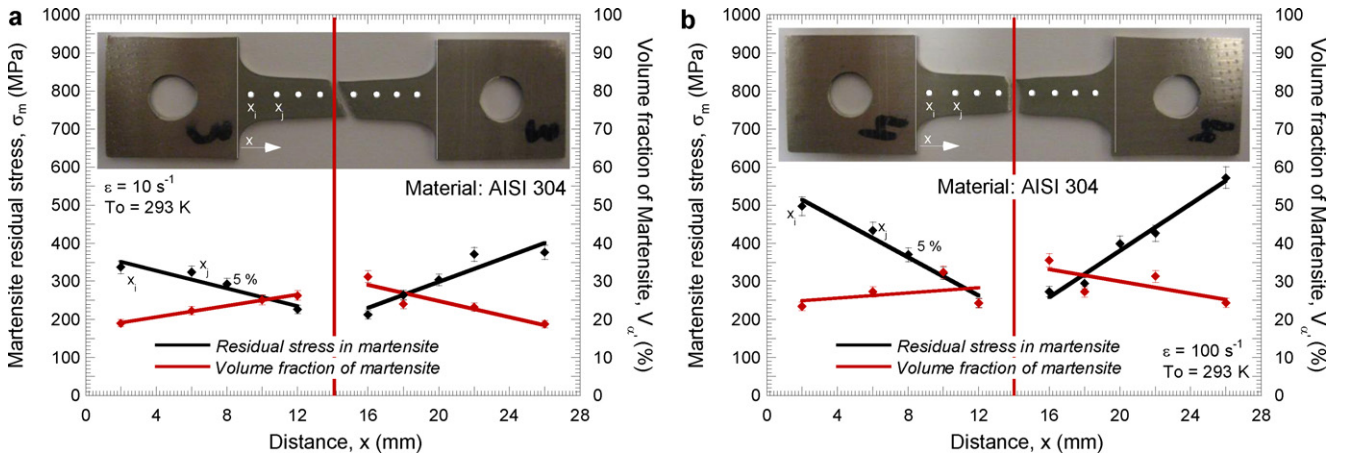 a
Martensite residual stress, σm (MPa)
1000
900
800
700
600
500
400
300
200
100
0
xi xj
x
ε = 10 s-1
To = 293 K
Material: AISI 304
xi
xj
5 %
Residual stress in martensite
Volume fraction of martensite
0 4 8 12 16 20 24 28
Distance, x (mm)
100
90
80
70
60
50
40
30
20
10
0
Volume fraction of Martensite, Vα', (%)
b
Martensite residual stress, σm (MPa)
1000
900
800
700
600
500
400
300
200
100
0
xi xj
x
Material: AISI 304
xi
xj
5 %
Residual stress in martensite
Volume fraction of martensite
ε = 100 s-1
To = 293 K
0 4 8 12 16 20 24 28
Distance, x (mm)
100
90
80
70
60
50
40
30
20
10
0
Volume fraction of Martensite, Vα', (%)